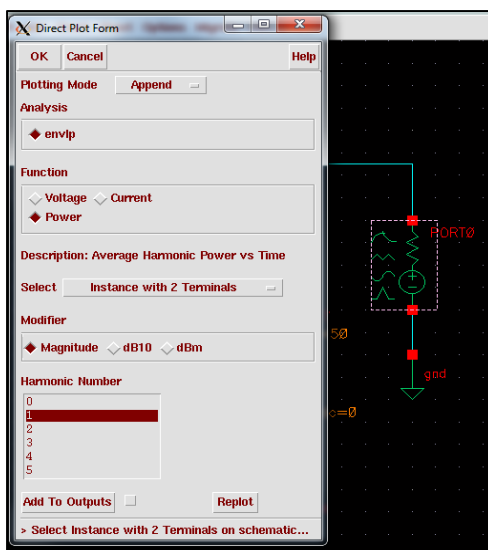 Direct Plot Form
OK Cancel Help
Plotting Mode Append
Analysis
envlp
Function
Voltage Current
Power
Description: Average Harmonic Power vs Time
Select Instance with 2 Terminals
Modifier
Magnitude dB10 dBm
Harmonic Number
0
1
2
3
4
5
Add To Outputs Replot
> Select Instance with 2 Terminals on schematic...
PORT0
50
gnd
=0